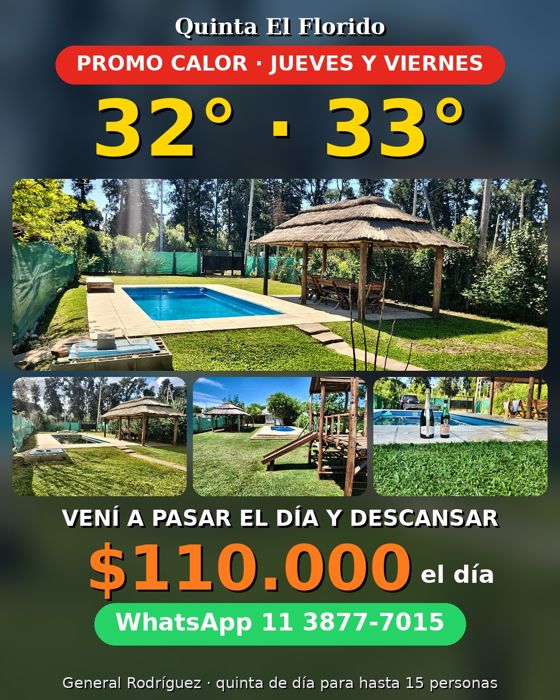 Quinta El Florido
PROMO CALOR · JUEVES Y VIERNES
32° · 33°
VENÍ A PASAR EL DÍA Y DESCANSAR
$110.000 el día
WhatsApp 11 3877-7015
General Rodríguez · quinta de día para hasta 15 personas